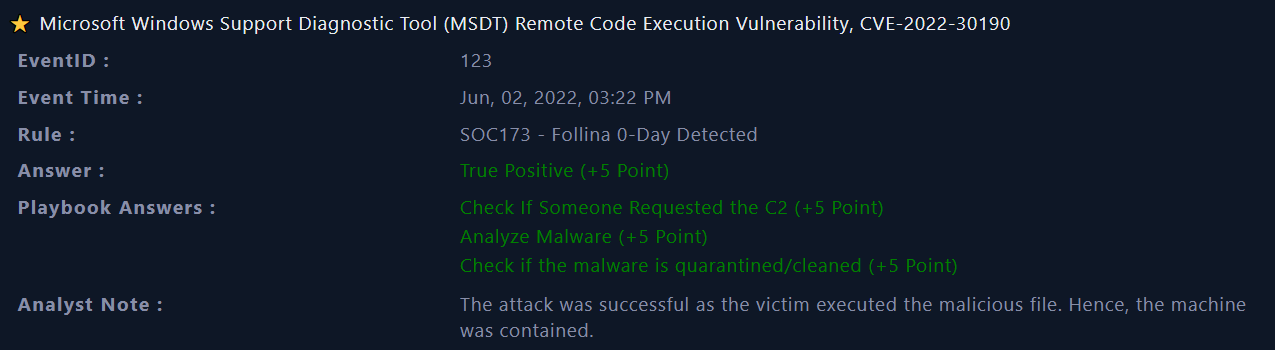 Microsoft Windows Support Diagnostic Tool (MSDT) Remote Code Execution Vulnerability, CVE-2022-30190
EventID : 123
Event Time : Jun, 02, 2022, 03:22 PM
Rule : SOC173 - Follina 0-Day Detected
Answer : True Positive (+5 Point)
Playbook Answers : Check If Someone Requested the C2 (+5 Point)
Analyze Malware (+5 Point)
Check if the malware is quarantined/cleaned (+5 Point)
Analyst Note : The attack was successful as the victim executed the malicious file. Hence, the machine
was contained.